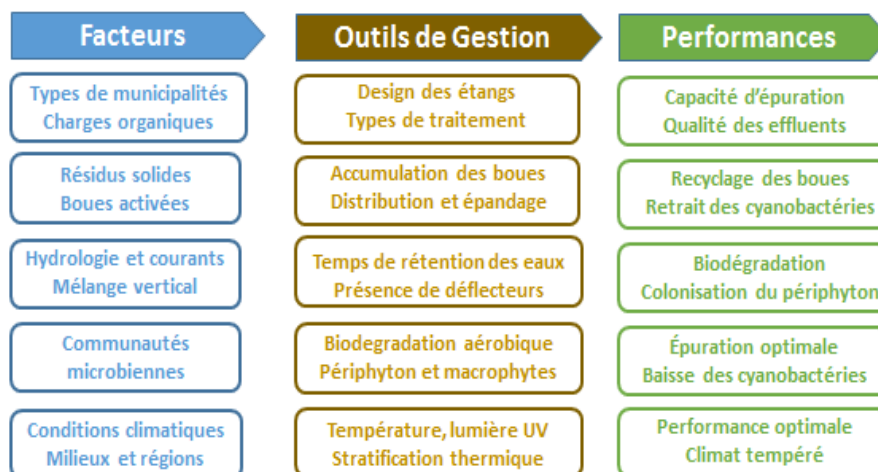 Facteurs
Outils de Gestion
Performances
Types de municipalités
Charges organiques
Design des étangs
Types de traitement
Capacité d'épuration
Qualité des effluents
Résidus solides
Boues activées
Accumulation des boues
Distribution et épandage
Recyclage des boues
Retrait des cyanobactéries
Hydrologie et courants
Mélange vertical
Temps de rétention des eaux
Présence de déflecteurs
Biodégradation
Colonisation du périphyton
Communautés
microbiennes
Biodegradation aérobique
Périphyton et macrophytes
Épuration optimale
Baisse des cyanobactéries
Conditions climatiques
Milieux et régions
Température, lumière UV
Stratification thermique
Performance optimale
Climat tempéré